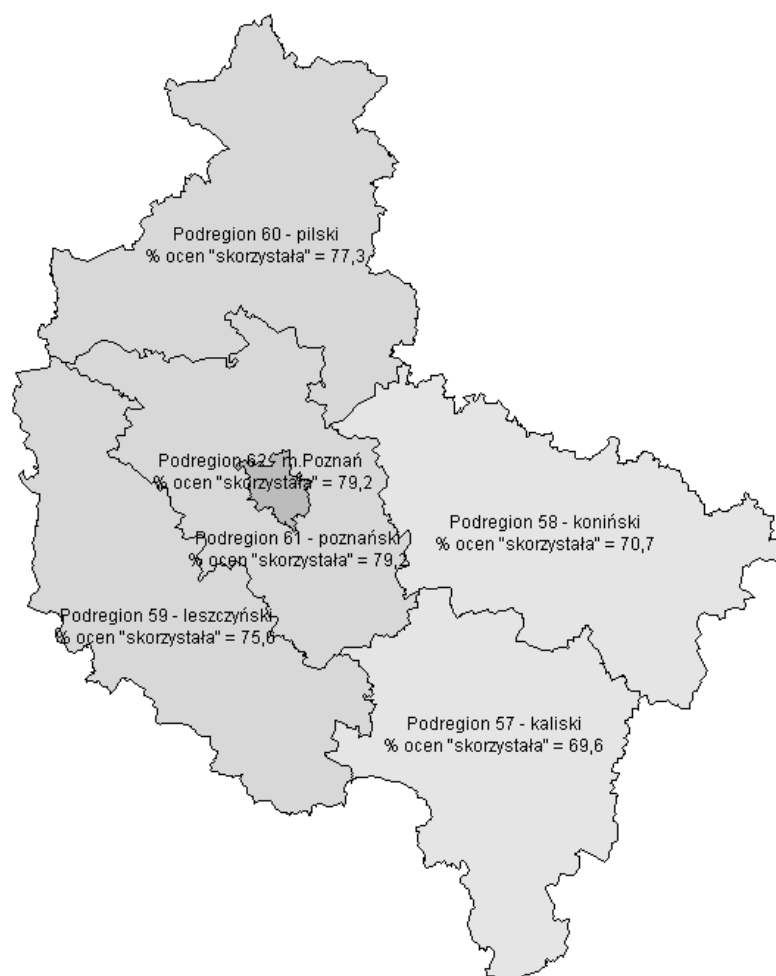 Podregion 60 - pilski
% ocen "skorzystała" = 77,3
Podregion 62 - m.Poznań
% ocen "skorzystała" = 79,2
Podregion 61 - poznański
% ocen "skorzystała" = 79,2
Podregion 58 - koniński
% ocen "skorzystała" = 70,7
Podregion 59 - leszczyński
% ocen "skorzystała" = 75,6
Podregion 57 - kaliski
% ocen "skorzystała" = 69,6